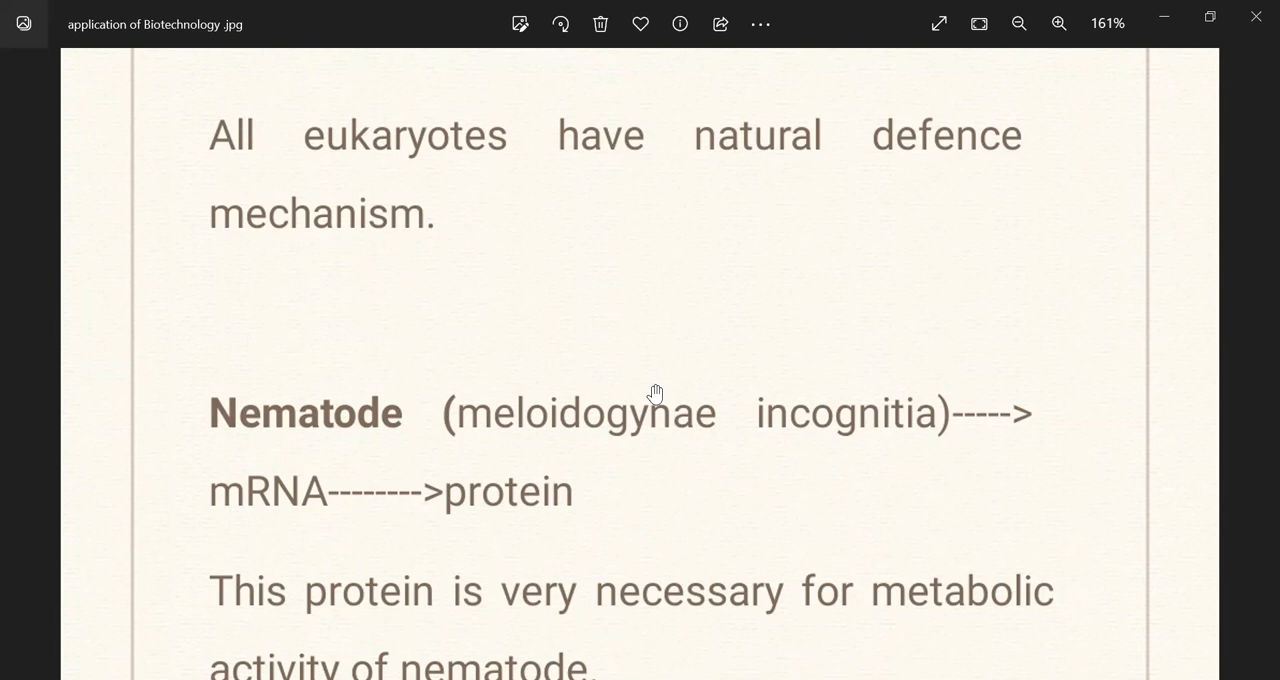 application of Biotechnology .jpg
161%
All eukaryotes have natural defence
mechanism.
Nematode (meloidogynae incognitia)----->
mRNA-------->protein
This protein is very necessary for metabolic
activity of nematode.